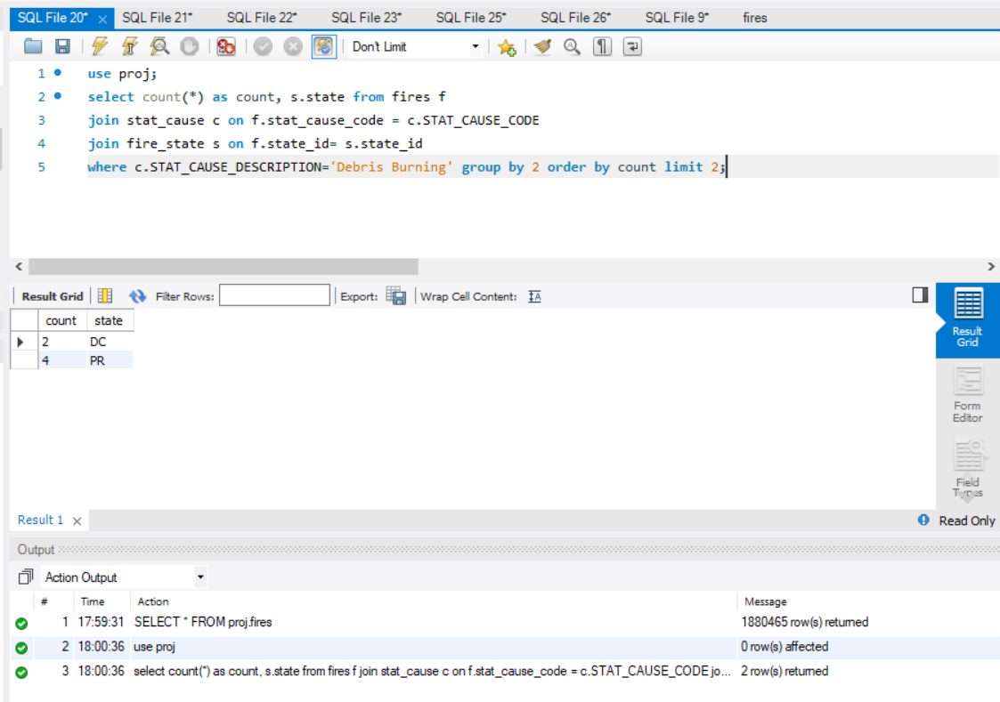 SQL File 20* SQL File 21* SQL File 22* SQL File 23* SQL File 25* SQL File 26* SQL File 9* fires
Don't Limit
1 use proj;
2 select count(*) as count, s.state from fires f
3 join stat_cause c on f.stat_cause_code = c.STAT_CAUSE_CODE
4 join fire_state s on f.state_id= s.state_id
5 where c.STAT_CAUSE_DESCRIPTION='Debris Burning' group by 2 order by count limit 2;
Result Grid Filter Rows: Export: Wrap Cell Content:
count state
2 DC
4 PR
Result
Grid
Form
Editor
Field
Types
Result 1 Read Only
Output
Action Output
# Time Action Message
1 17:59:31 SELECT * FROM proj.fires 1880465 row(s) returned
2 18:00:36 use proj 0 row(s) affected
3 18:00:36 select count(*) as count, s.state from fires f join stat_cause c on f.stat_cause_code = c.STAT_CAUSE_CODE jo... 2 row(s) returned